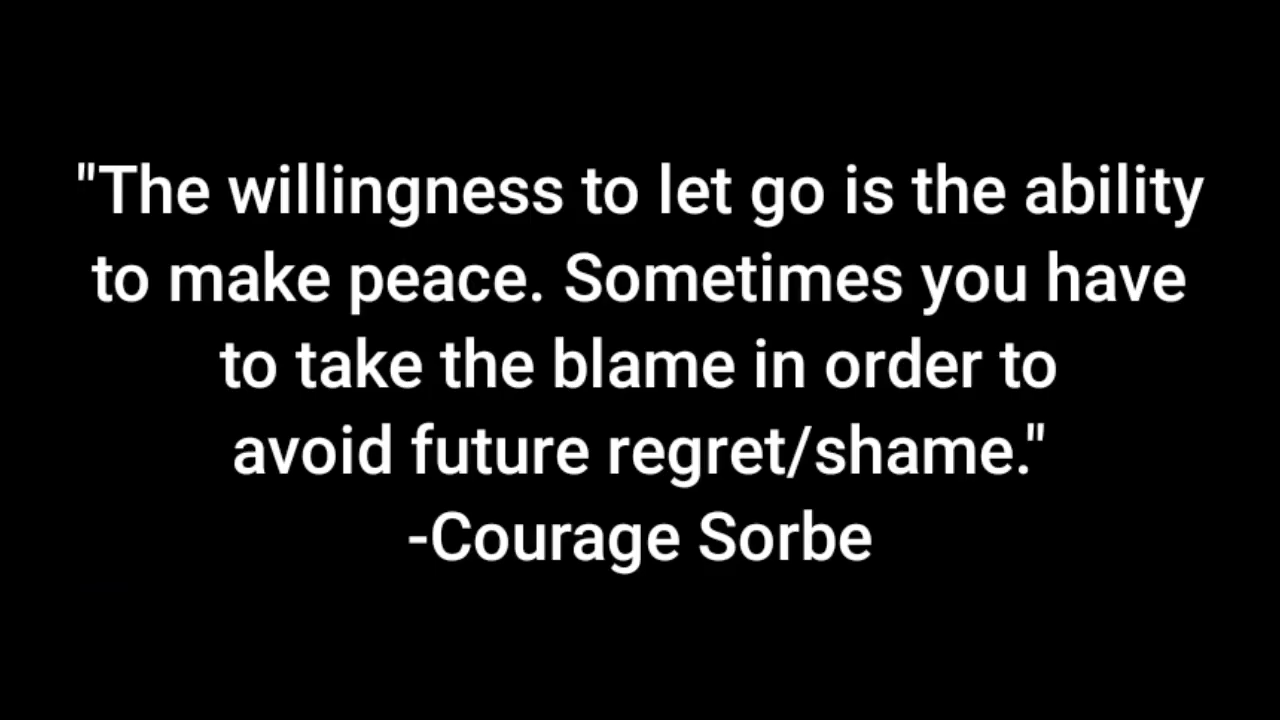 "The willingness to let go is the ability
to make peace. Sometimes you have
to take the blame in order to
avoid future regret/shame."
-Courage Sorbe